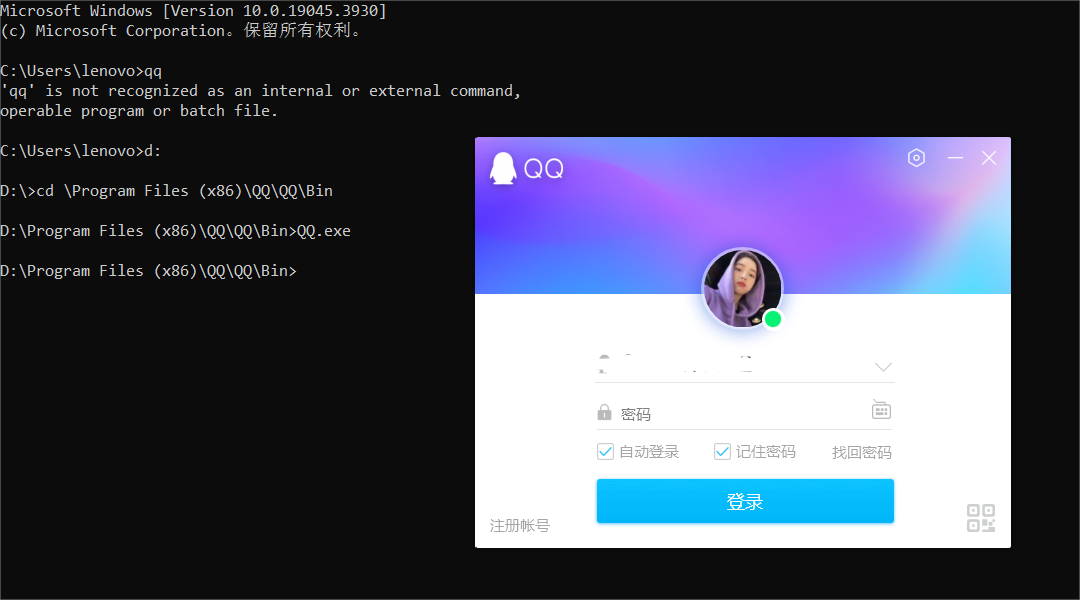 Microsoft Windows [Version 10.0.19045.3930]
(c) Microsoft Corporation。保留所有权利。
C:\Users\lenovo>qq
'qq' is not recognized as an internal or external command,
operable program or batch file.
C:\Users\lenovo>d:
D:\>cd \Program Files (x86)\QQ\QQ\Bin
D:\Program Files (x86)\QQ\QQ\Bin>QQ.exe
D:\Program Files (x86)\QQ\QQ\Bin>
QQ
密码
自动登录 记住密码 找回密码
登录
注册帐号